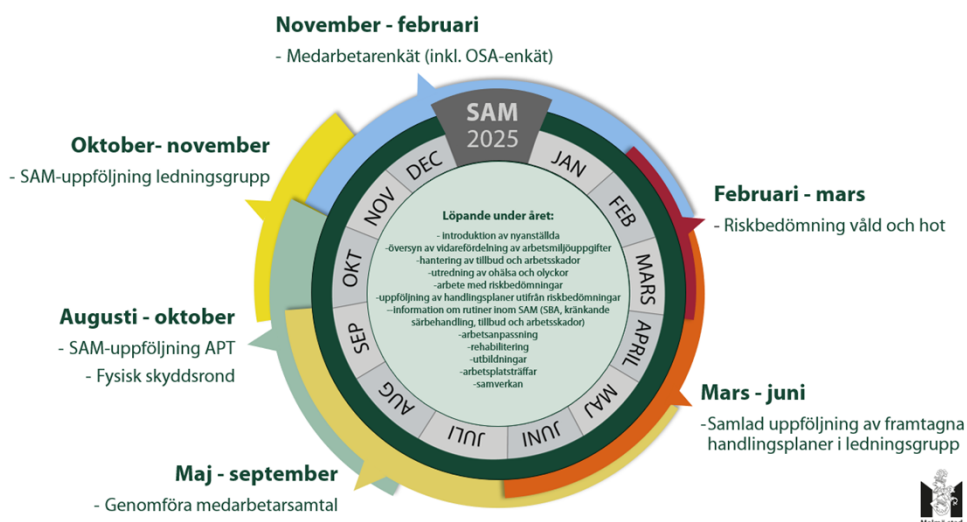 November - februari
- Medarbetarenkät (inkl. OSA-enkät)
SAM
2025
Oktober- november
- SAM-uppföljning ledningsgrupp
Februari - mars
- Riskbedömning våld och hot
Augusti - oktober
- SAM-uppföljning APT
- Fysisk skyddsrond
Mars - juni
-Samlad uppföljning av framtagna
handlingsplaner i ledningsgrupp
Maj - september
- Genomföra medarbetarsamtal
JAN
FEB
MARS
APRIL
MAJ
JUNI
JULI
AUG
SEP
OKT
NOV
DEC
Löpande under året:
- introduktion av nyanställda
-översyn av vidarefördelning av arbetsmiljöuppgifter
-hantering av tillbud och arbetsskador
-utredning av ohälsa och olyckor
-arbete med riskbedömningar
-uppföljning av handlingsplaner utifrån riskbedömningar
--information om rutiner inom SAM (SBA, kränkande
särbehandling, tillbud och arbetsskador)
-arbetsanpassning
-rehabilitering
-utbildningar
-arbetsplatsträffar
-samverkan